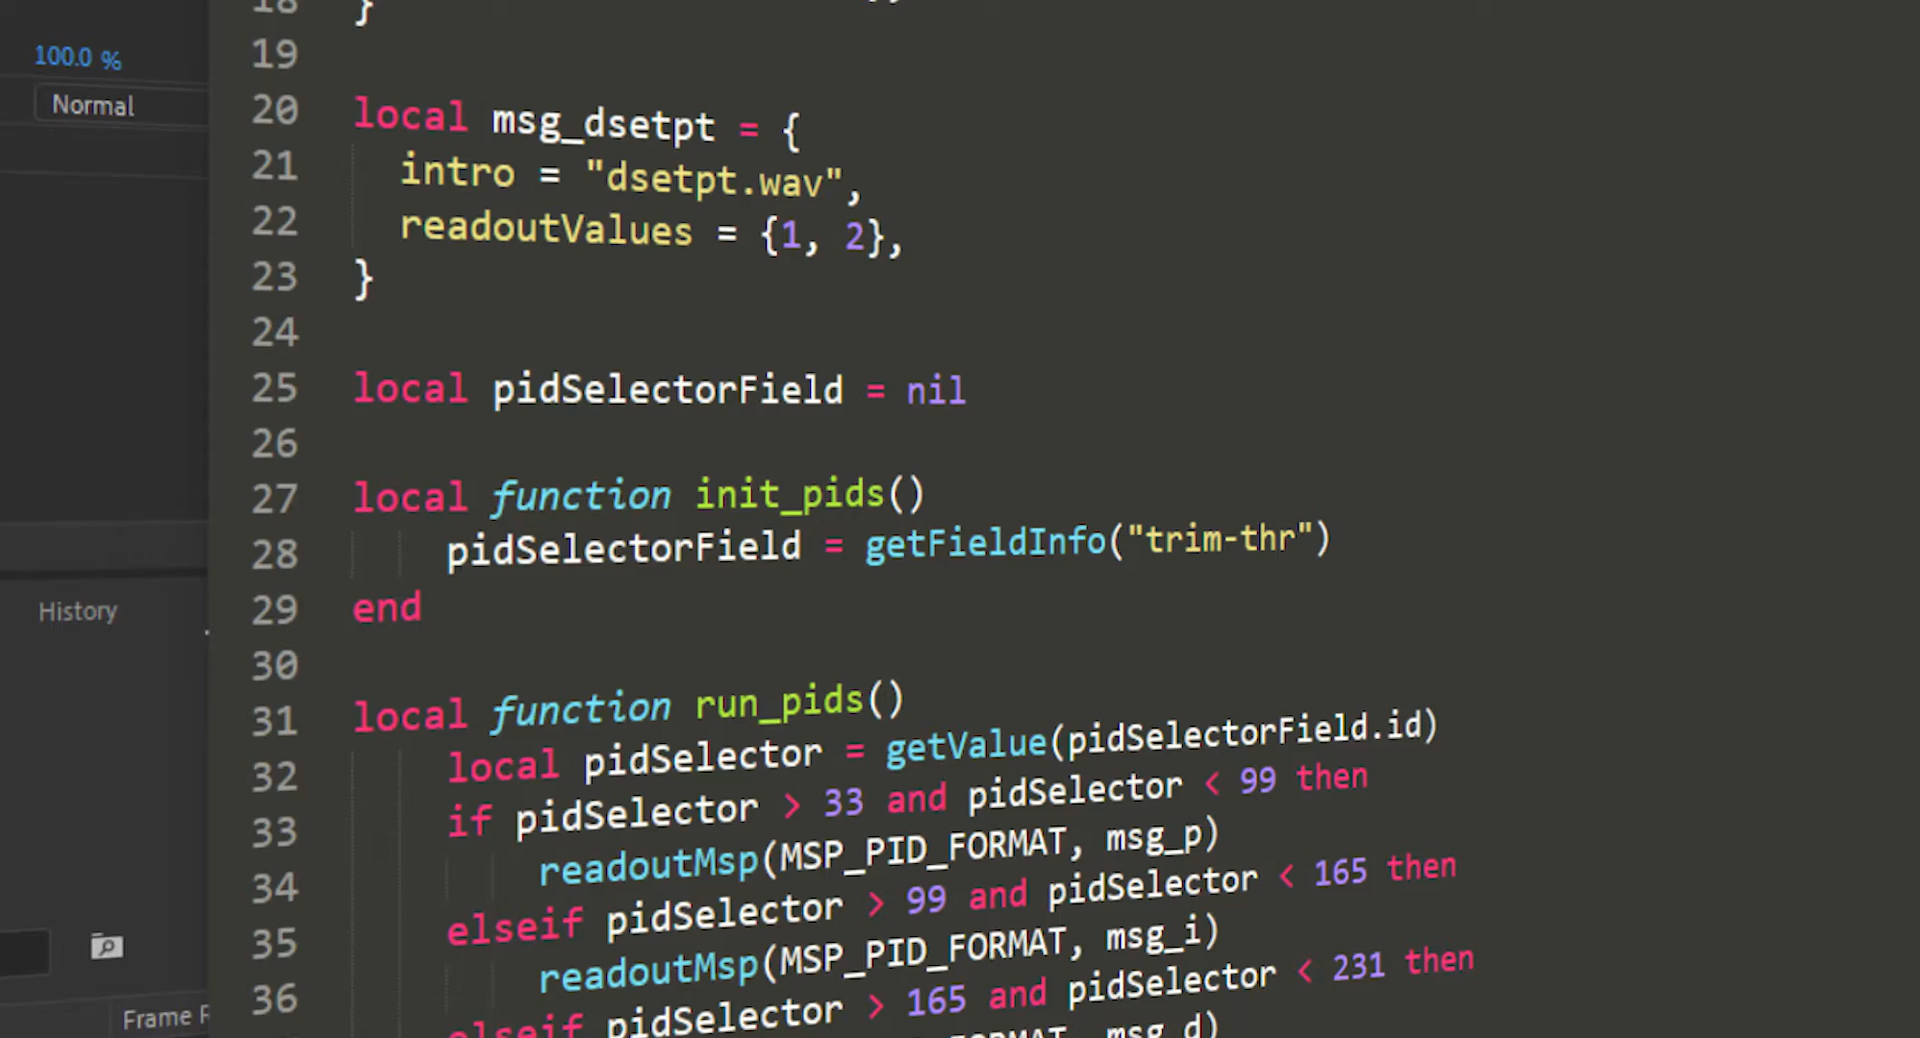 100.0 %
Normal
History
Frame
18 }
19
20 local msg_dsetpt = {
21 intro = "dsetpt.wav",
22 readoutValues = {1, 2},
23 }
24
25 local pidSelectorField = nil
26
27 local function init_pids()
28 pidSelectorField = getFieldInfo("trim-thr")
29 end
30
31 local function run_pids()
32 local pidSelector = getValue(pidSelectorField.id)
33 if pidSelector > 33 and pidSelector < 99 then
34 readoutMsp(MSP_PID_FORMAT, msg_p)
35 elseif pidSelector > 99 and pidSelector < 165 then
36 readoutMsp(MSP_PID_FORMAT, msg_i)
elseif pidSelector > 165 and pidSelector < 231 then
msg_d)